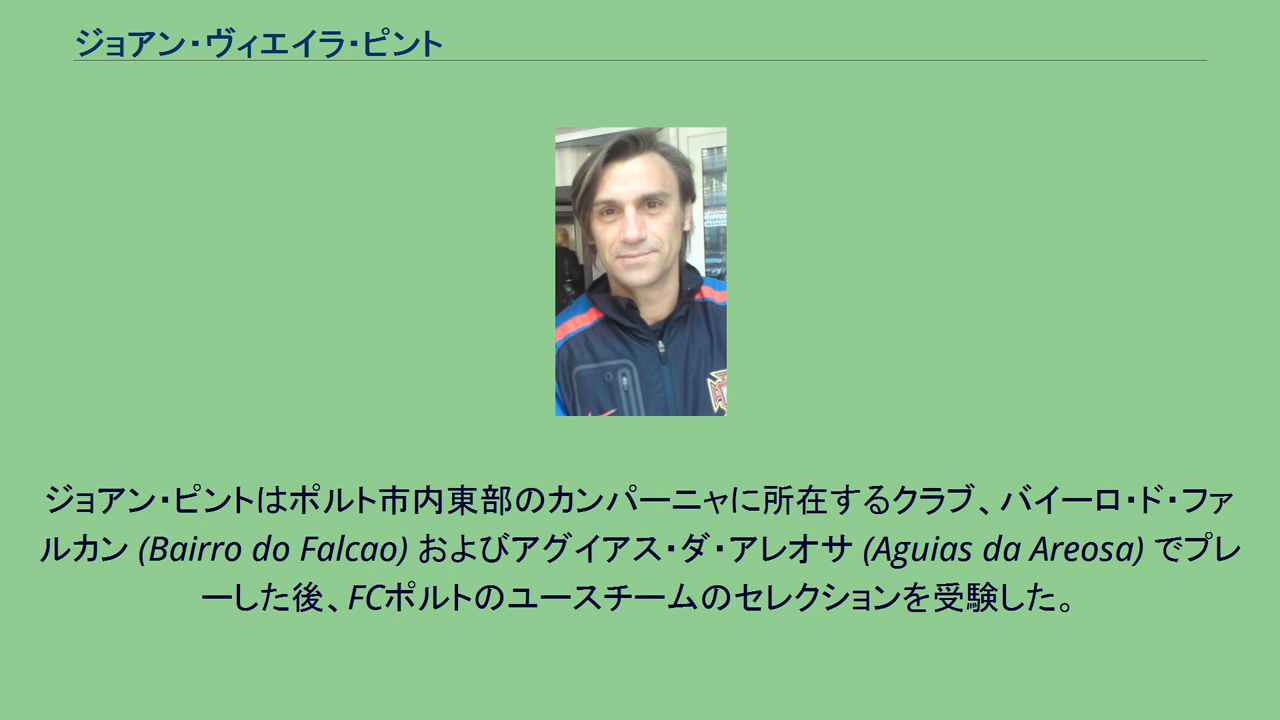 ジョアン・ヴィエイラ・ピント
ジョアン・ピントはポルト市内東部のカンパーニャに所在するクラブ、バイーロ・ド・ファ
ルカン (Bairro do Falcao) およびアグイアス・ダ・アレオサ (Aguias da Areosa) でプレ
ーした後、FCポルトのユースチームのセレクションを受験した。